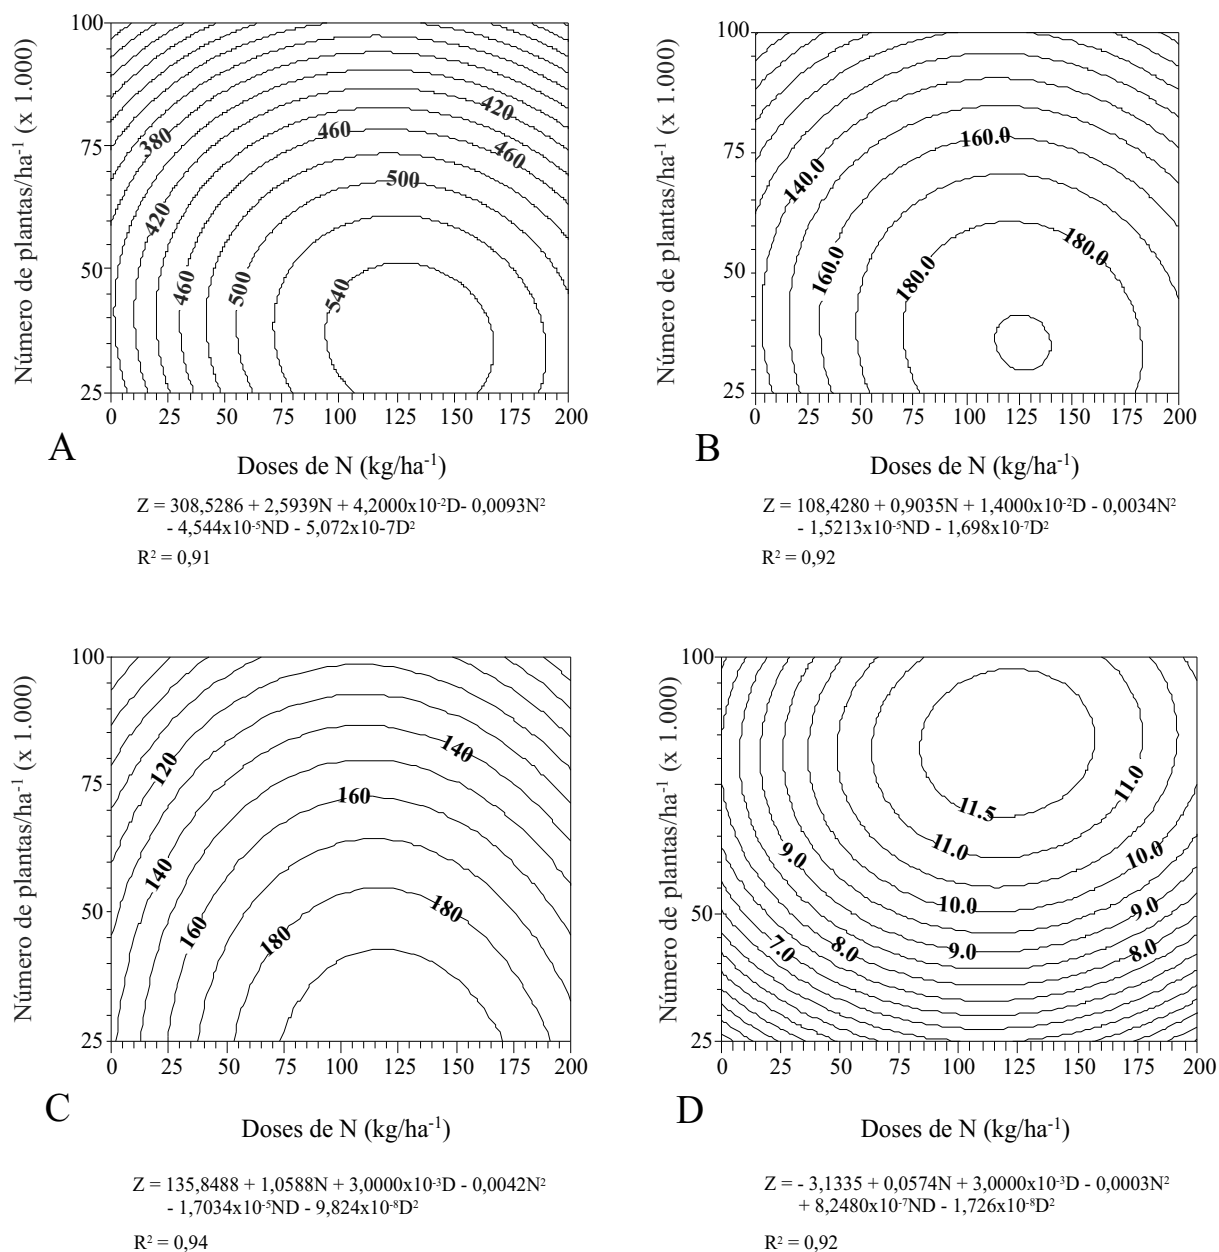 Número de plantas/ha-1 (x 1.000)
100
75
50
25
0 25 50 75 100 125 150 175 200
380
420
460
420
460
500
460
500
540
A
Doses de N (kg/ha-1)
Z = 308,5286 + 2,5939N + 4,2000x10-2D- 0,0093N2
- 4,544x10-5ND - 5,072x10-7D2
R2 = 0,91
Número de plantas/ha-1 (x 1.000)
100
75
50
25
0 25 50 75 100 125 150 175 200
160.0
140.0
180.0
160.0
180.0
B
Doses de N (kg/ha-1)
Z = 108,4280 + 0,9035N + 1,4000x10-2D - 0,0034N2
- 1,5213x10-5ND - 1,698x10-7D2
R2 = 0,92
Número de plantas/ha-1 (x 1.000)
100
75
50
25
0 25 50 75 100 125 150 175 200
140
120
160
140
180
160
180
C
Doses de N (kg/ha-1)
Z = 135,8488 + 1,0588N + 3,0000x10-3D - 0,0042N2
- 1,7034x10-5ND - 9,824x10-8D2
R2 = 0,94
Número de plantas/ha-1 (x 1.000)
100
50
25
0 25 50 75 100 125 150 175 200
11.0
11.5
11.0
9.0
10.0
10.0
9.0
7.0
8.0
9.0
8.0
D
Doses de N (kg/ha-1)
Z = - 3,1335 + 0,0574N + 3,0000x10-3D - 0,0003N2
+ 8,2480x10-7ND - 1,726x10-8D2
R2 = 0,92